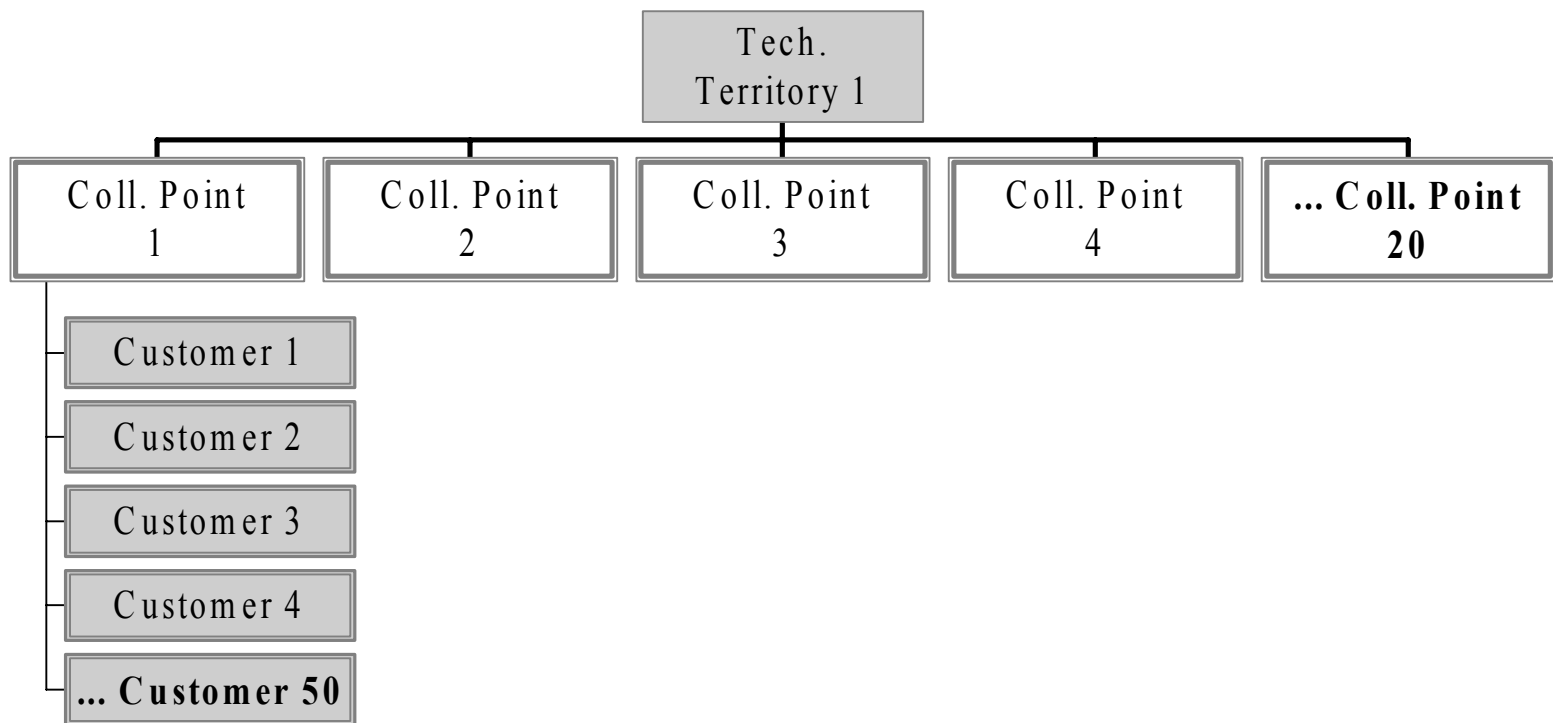 Tech.
Territory 1
Coll. Point
1
Coll. Point
2
Coll. Point
3
Coll. Point
4
... Coll. Point
20
Customer 1
Customer 2
Customer 3
Customer 4
... Customer 50